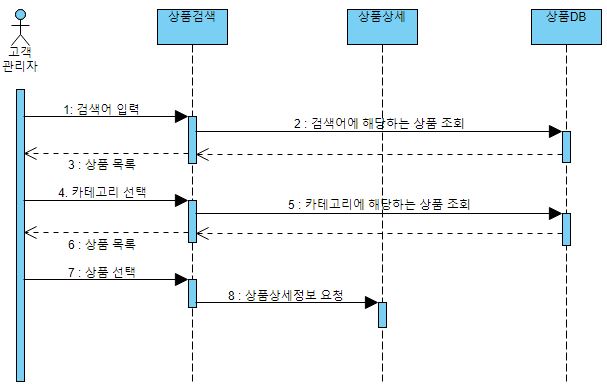 상품검색
상품상세
상품DB
고객
관리자
1: 검색어 입력
2 : 검색어에 해당하는 상품 조회
3 : 상품 목록
4. 카테고리 선택
5 : 카테고리에 해당하는 상품 조회
6 : 상품 목록
7 : 상품 선택
8 : 상품상세정보 요청